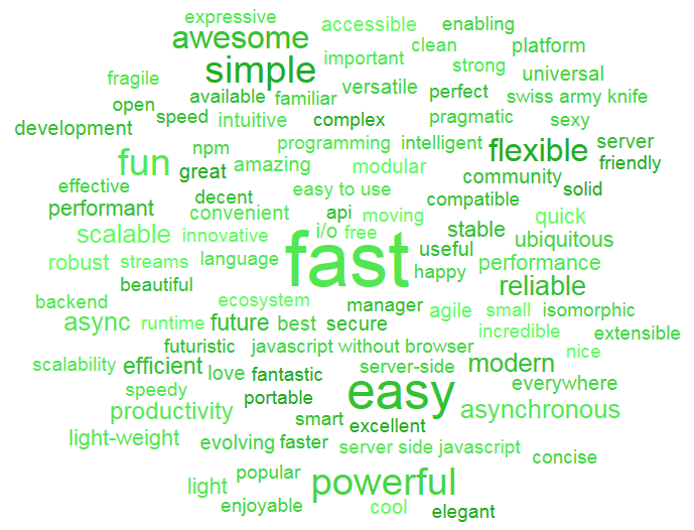 expressive
accessible
enabling
awesome
clean
platform
important
simple
strong
universal
fragile
versatile
perfect
available
familiar
swiss army knife
open
speed
intuitive
complex
pragmatic
sexy
development
programming
intelligent
flexible
server
npm
fun
great
amazing
modular
friendly
community
effective
decent
easy to use
compatible
solid
performant
convenient
api
moving
quick
scalable
innovative
i/o
free
stable
ubiquitous
fast
useful
robust
streams
language
happy
performance
beautiful
reliable
backend
ecosystem
manager
agile
small
isomorphic
async
runtime
future
best
secure
incredible
extensible
futuristic
javascript without browser
nice
scalability
efficient
love
fantastic
server-side
modern
speedy
portable
easy
everywhere
productivity
smart
excellent
asynchronous
light-weight
evolving
faster
server side javascript
concise
light
popular
powerful
enjoyable
cool
elegant